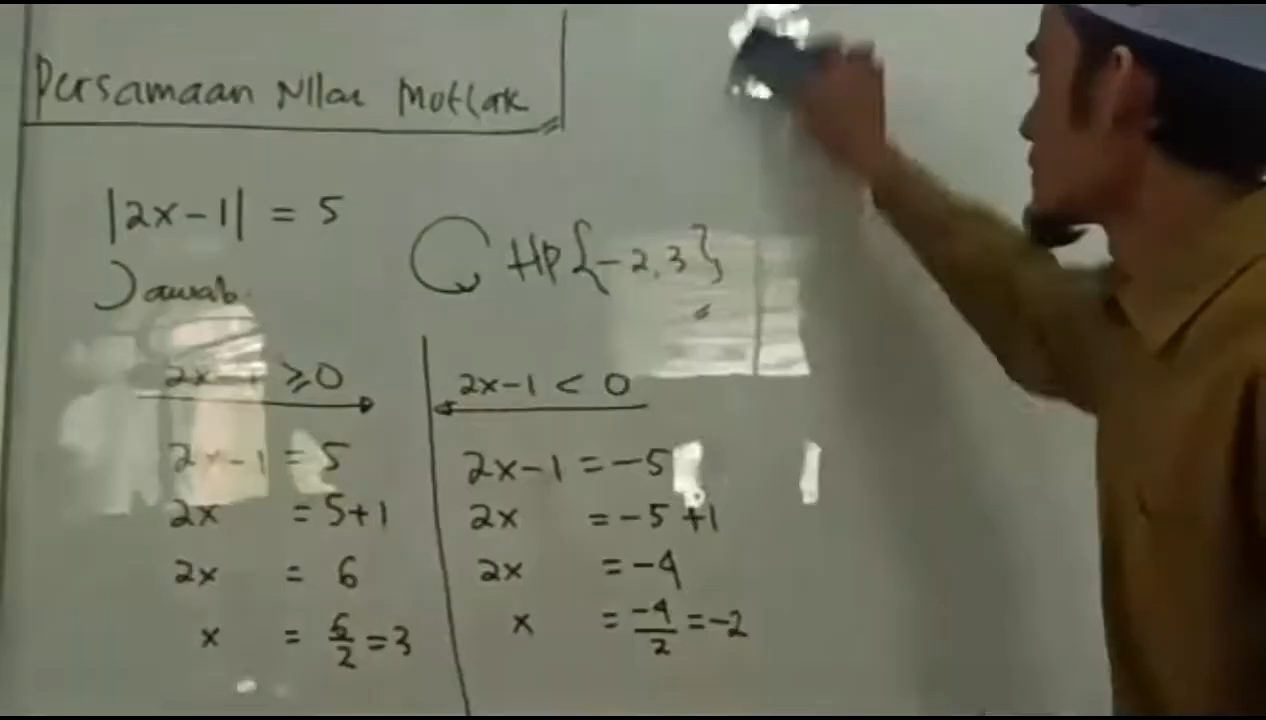 Persamaan Nilai Mutlak
|2x-1| = 5
Jawab.
HP {-2,3}
2x-1 ≥0
2x-1 = 5
2x = 5+1
2x = 6
x = 6/2 = 3
2x-1 < 0
2x-1 = -5
2x = -5+1
2x = -4
x = -4/2 = -2